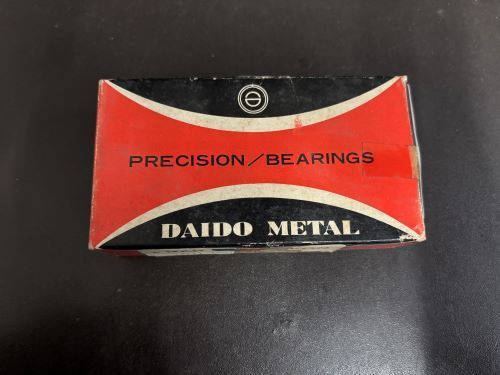 PRECISION/BEARINGS
DAIDO METAL